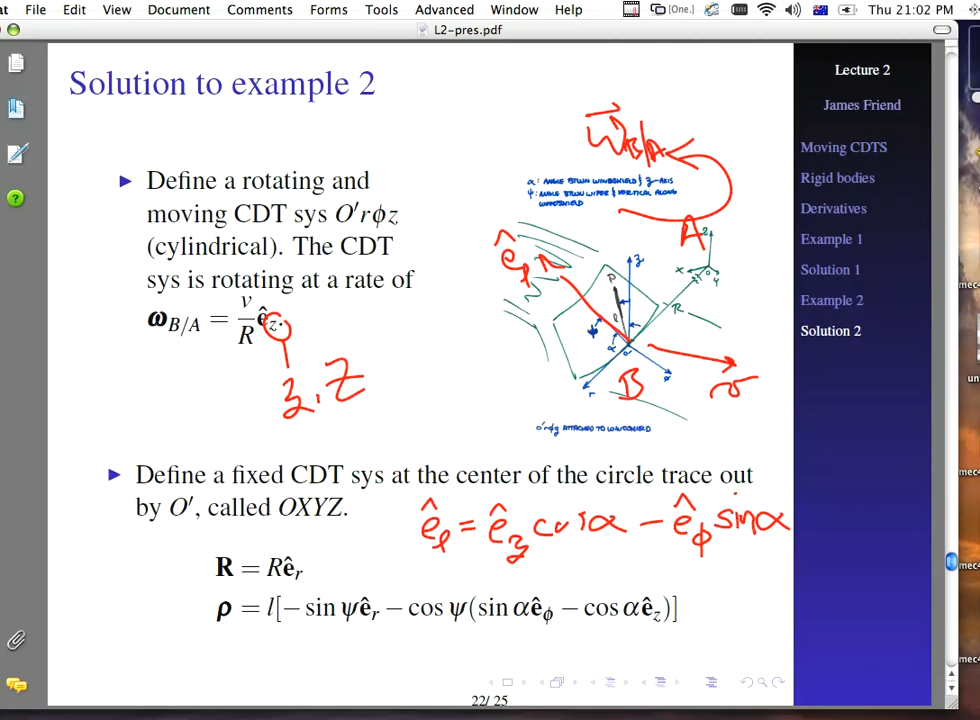 File Edit View Document Comments Forms Tools Advanced Window Help [One.] Thu 21:02 PM
L2-pres.pdf
Solution to example 2
Lecture 2
James Friend
Moving CDTS
Rigid bodies
Derivatives
Example 1
Solution 1
Example 2
Solution 2
ω⃗B/A
α: ANGLE BTWN WINDSHIELD & z-AXIS
ψ: ANGLE BTWN WIPER & VERTICAL ALONG
WINDSHIELD
▶ Define a rotating and
moving CDT sys O′rϕz
(cylindrical). The CDT
sys is rotating at a rate of
ω_B/A = v/R ê_z.
z, Z
A
Z
X
O
Y
ê_l
z
P
l
R
ψ
α
O'
B
r
ø
v
O'røz ATTACHED TO WINDSHIELD
▶ Define a fixed CDT sys at the center of the circle trace out
by O′, called OXYZ.
ê_l = ê_z cos α − ê_ϕ sin α
R = Rê_r
ρ = l[− sin ψê_r − cos ψ(sin αê_ϕ − cos αê_z)]
22/ 25